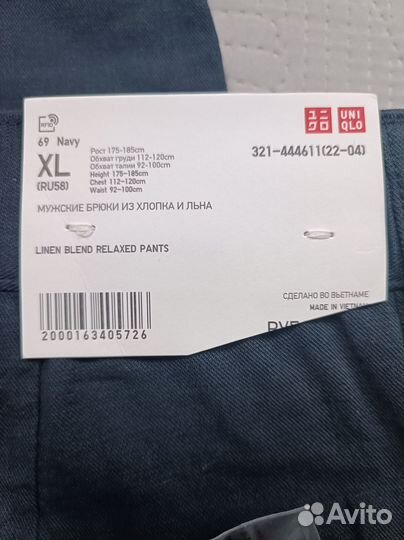 RFID
69 Navy
XL
(RU58)
Рост 175-185cm
Обхват груди 112-120cm
Обхват талии 92-100cm
Height 175-185cm
Chest 112-120cm
Waist 92-100cm
ユニ
クロ
UNI
QLO
321-444611(22-04)
МУЖСКИЕ БРЮКИ ИЗ ХЛОПКА И ЛЬНА
LINEN BLEND RELAXED PANTS
СДЕЛАНО ВО ВЬЕТНАМЕ
MADE IN VIETNAM
2000163405726
Avito